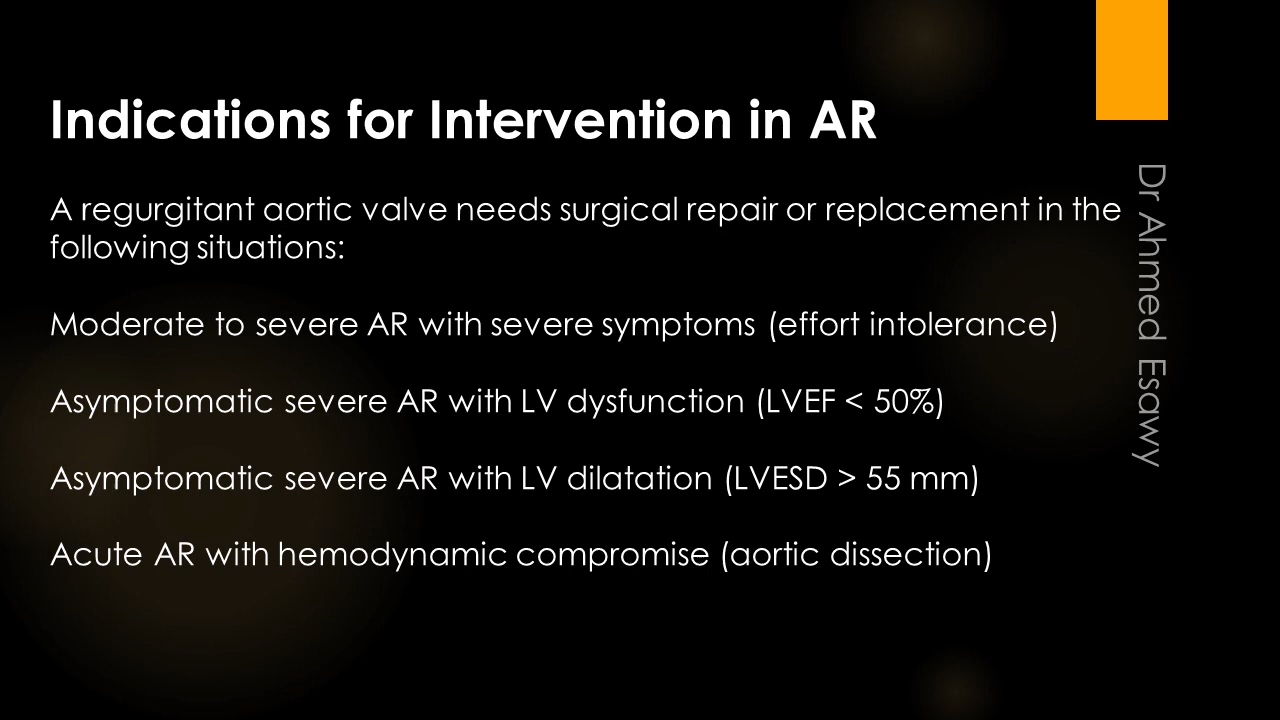 Indications for Intervention in AR
A regurgitant aortic valve needs surgical repair or replacement in the
following situations:
Moderate to severe AR with severe symptoms (effort intolerance)
Asymptomatic severe AR with LV dysfunction (LVEF < 50%)
Asymptomatic severe AR with LV dilatation (LVESD > 55 mm)
Acute AR with hemodynamic compromise (aortic dissection)
Dr Ahmed Esawy